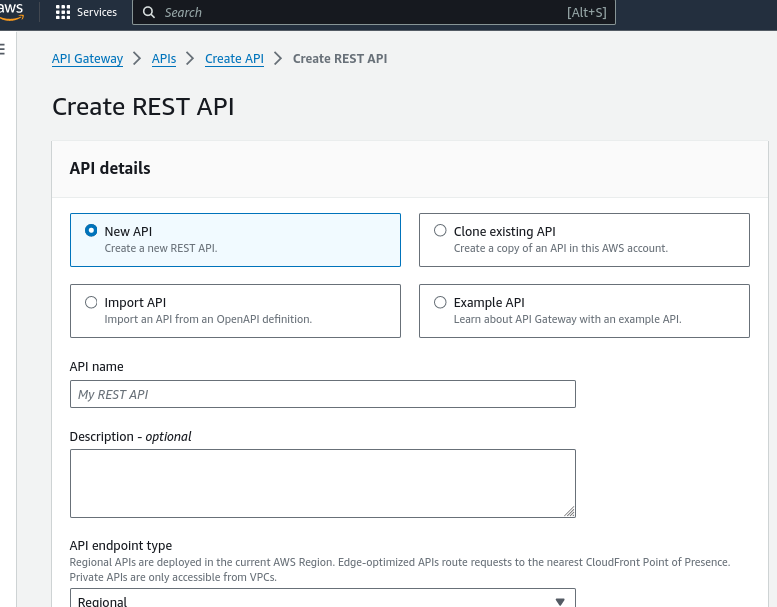 aws
Services
Search
[Alt+S]
API Gateway > APIs > Create API > Create REST API
Create REST API
API details
New API
Create a new REST API.
Clone existing API
Create a copy of an API in this AWS account.
Import API
Import an API from an OpenAPI definition.
Example API
Learn about API Gateway with an example API.
API name
My REST API
Description - optional
API endpoint type
Regional APIs are deployed in the current AWS Region. Edge-optimized APIs route requests to the nearest CloudFront Point of Presence.
Private APIs are only accessible from VPCs.
Regional